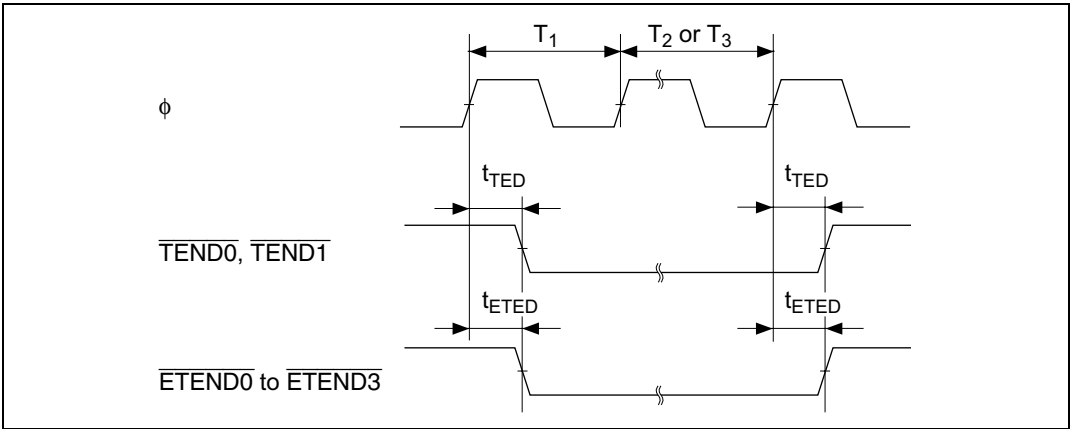 T1 T2 or T3
ϕ
tTED tTED
TEND0, TEND1
tETED tETED
ETEND0 to ETEND3